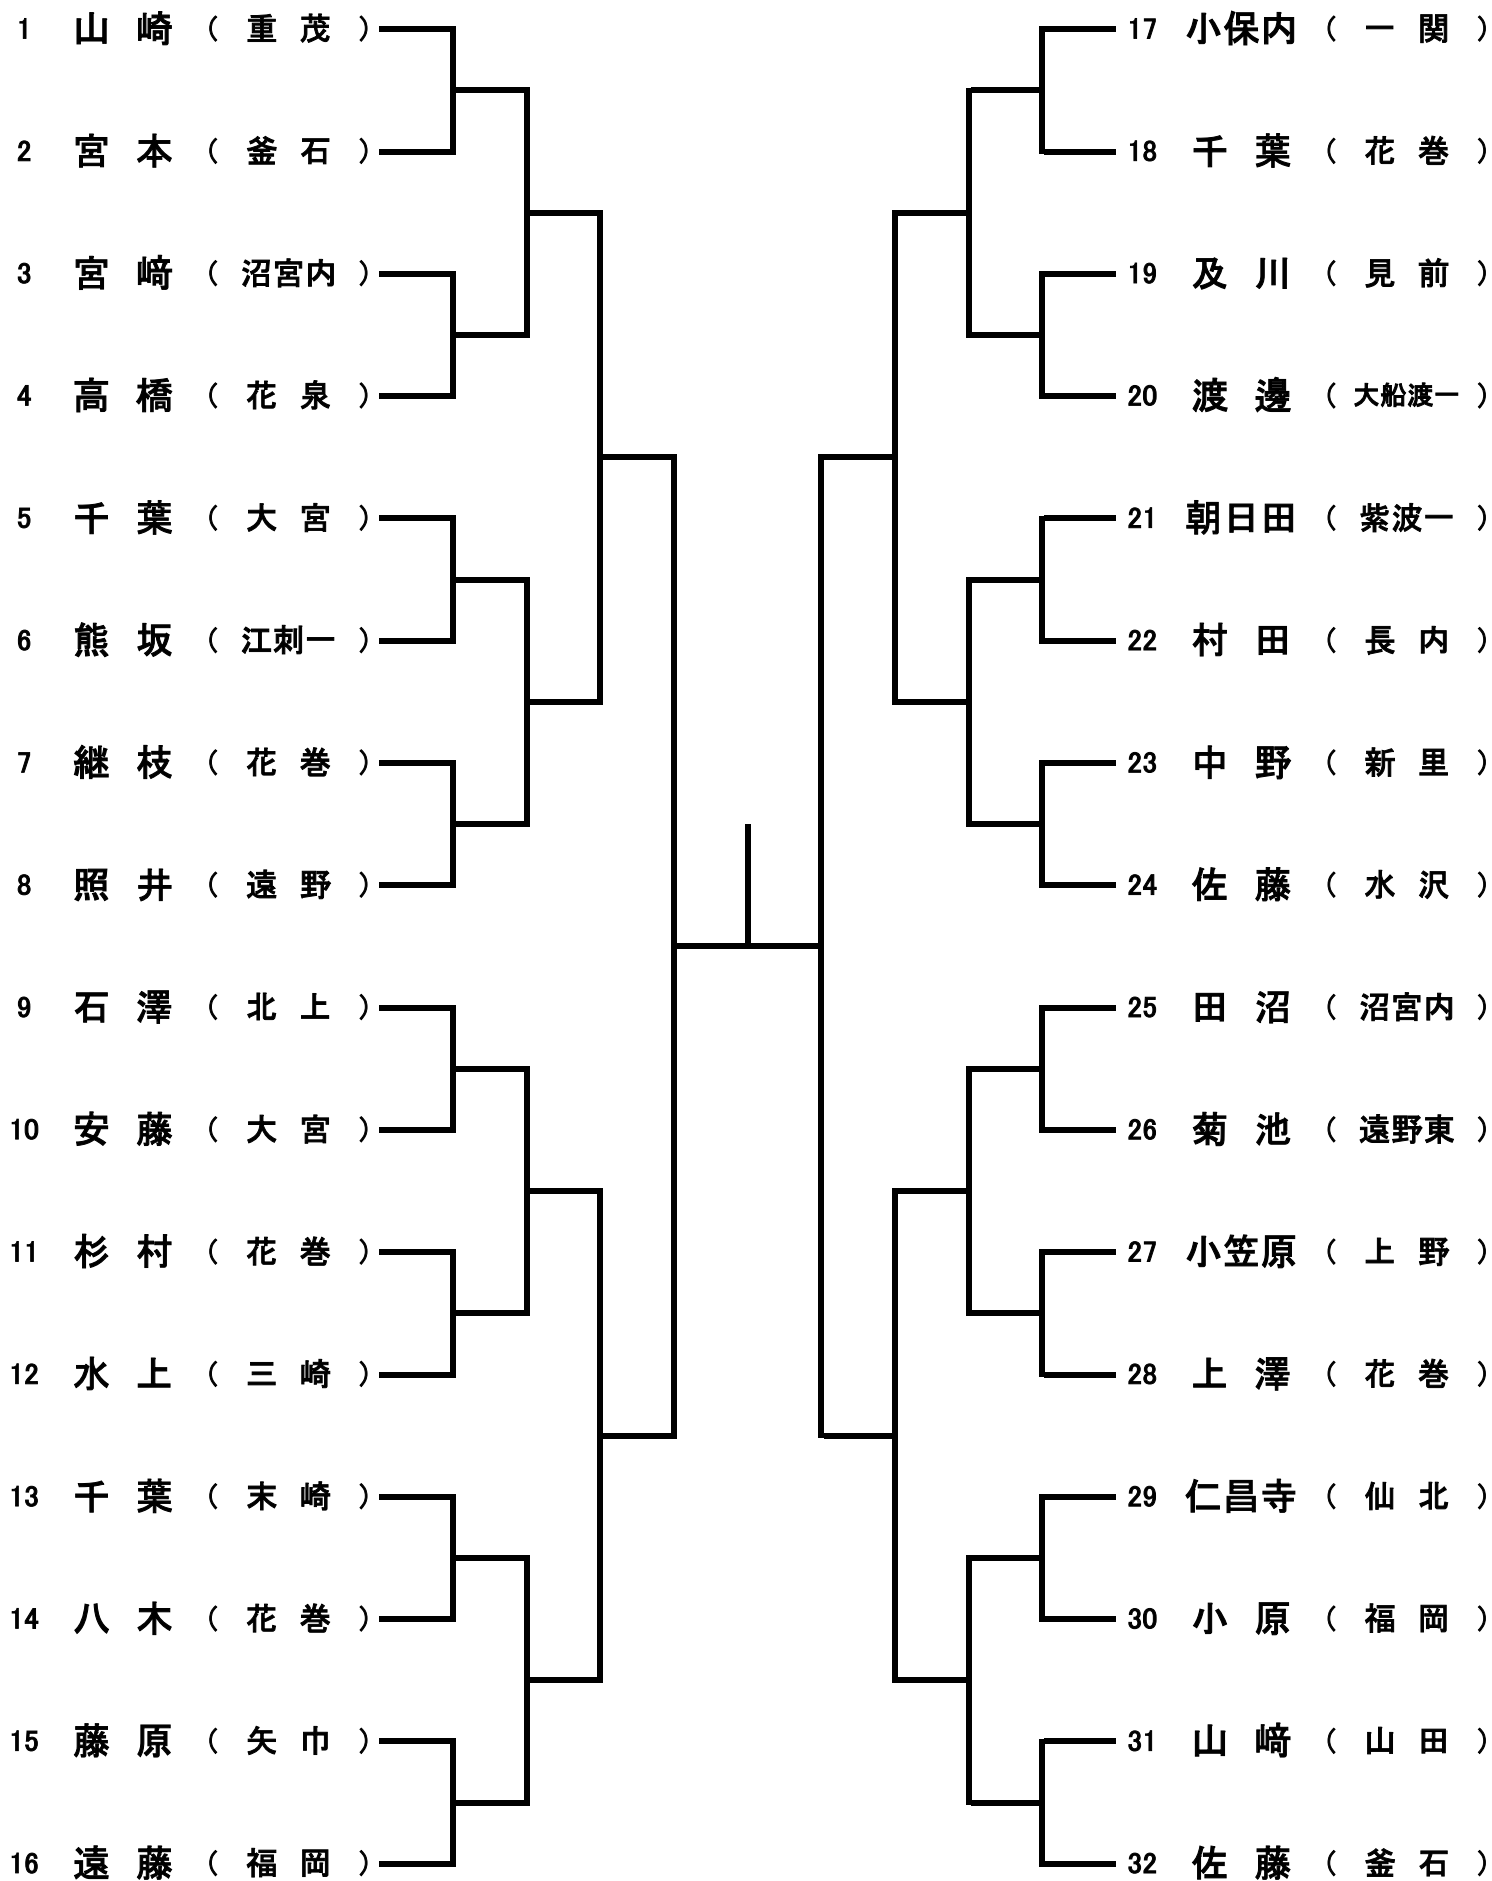 1 山崎 （ 重茂 ）
2 宮本 （ 釜石 ）
3 宮﨑 （ 沼宮内 ）
4 高橋 （ 花泉 ）
5 千葉 （ 大宮 ）
6 熊坂 （ 江刺一 ）
7 継枝 （ 花巻 ）
8 照井 （ 遠野 ）
9 石澤 （ 北上 ）
10 安藤 （ 大宮 ）
11 杉村 （ 花巻 ）
12 水上 （ 三崎 ）
13 千葉 （ 末崎 ）
14 八木 （ 花巻 ）
15 藤原 （ 矢巾 ）
16 遠藤 （ 福岡 ）
17 小保内 （ 一関 ）
18 千葉 （ 花巻 ）
19 及川 （ 見前 ）
20 渡邊 （ 大船渡一 ）
21 朝日田 （ 紫波一 ）
22 村田 （ 長内 ）
23 中野 （ 新里 ）
24 佐藤 （ 水沢 ）
25 田沼 （ 沼宮内 ）
26 菊池 （ 遠野東 ）
27 小笠原 （ 上野 ）
28 上澤 （ 花巻 ）
29 仁昌寺 （ 仙北 ）
30 小原 （ 福岡 ）
31 山﨑 （ 山田 ）
32 佐藤 （ 釜石 ）